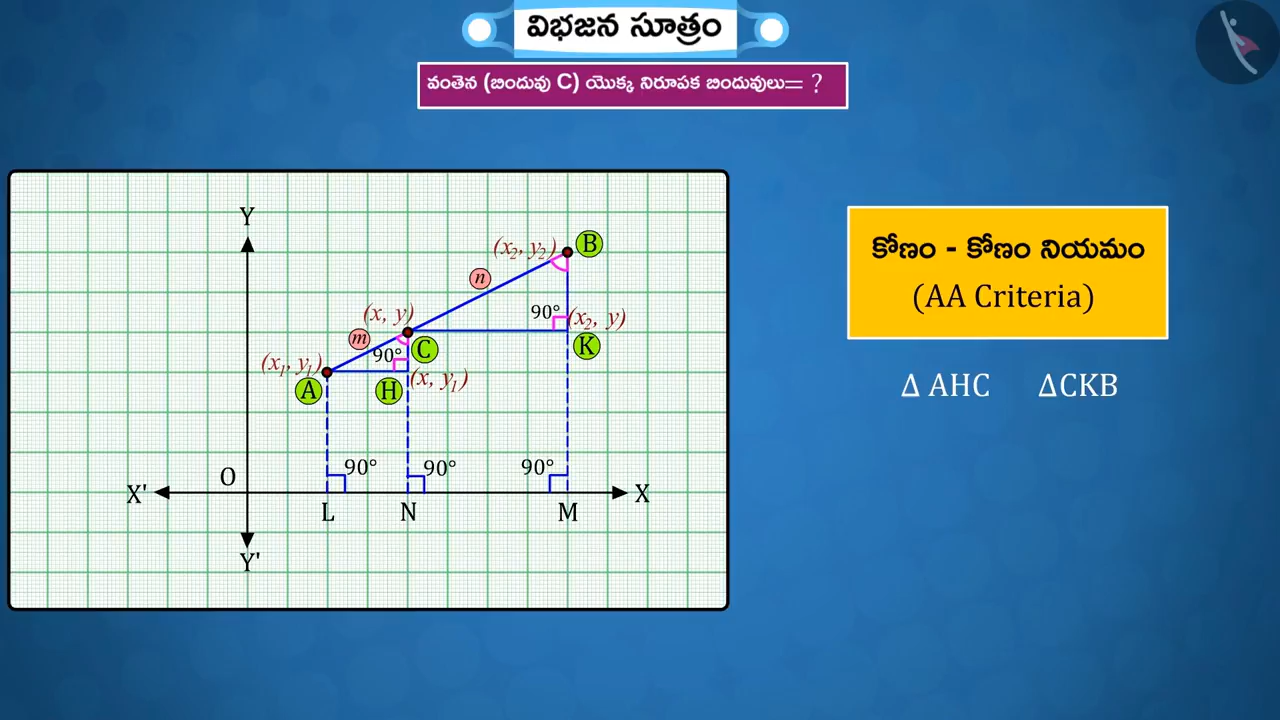 విభజన సూత్రం
వంతెన (బిందువు C) యొక్క నిరూపక బిందువులు= ?
Y
(x₂, y₂) B
n
(x, y) 90° (x₂, y)
m C K
(x₁, y₁) 90°
A H (x, y₁)
O 90° 90° 90°
X' X
L N M
Y'
కోణం - కోణం నియమం
(AA Criteria)
Δ AHC ΔCKB